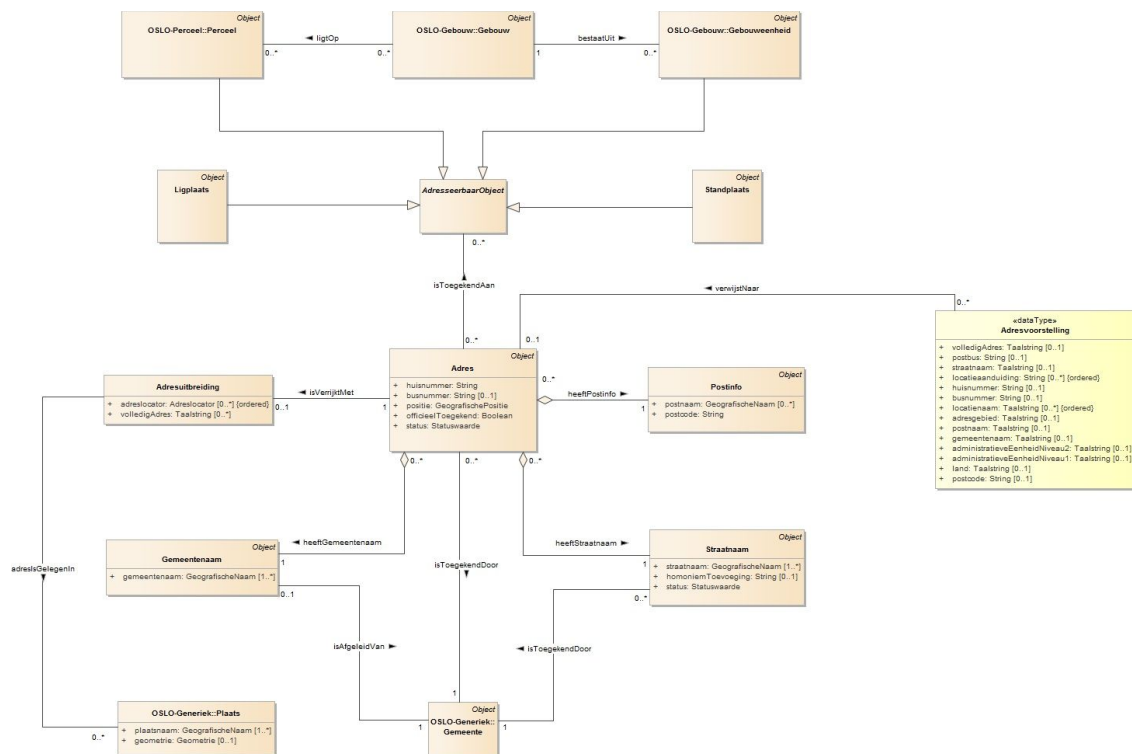 Object
OSLO-Perceel::Perceel
0..*
ligtOp
0..*
Object
OSLO-Gebouw::Gebouw
1
bestaatUit
0..*
Object
OSLO-Gebouw::Gebouweenheid
Object
Ligplaats
AdresseerbaarObject
Object
Standplaats
0..*
isToegekendAan
0..*
verwijstNaar
0..*
0..1
«dataType»
Adresvoorstelling
+ volledigAdres: Taalstring [0..1]
+ postbus: String [0..1]
+ straatnaam: Taalstring [0..1]
+ locatieaanduiding: String [0..*] {ordered}
+ huisnummer: String [0..1]
+ busnummer: String [0..1]
+ locatienaam: Taalstring [0..*] {ordered}
+ adresgebied: Taalstring [0..1]
+ postnaam: Taalstring [0..1]
+ gemeentenaam: Taalstring [0..1]
+ administratieveEenheidNiveau2: Taalstring [0..1]
+ administratieveEenheidNiveau1: Taalstring [0..1]
+ land: Taalstring [0..1]
+ postcode: String [0..1]
Object
Adres
+ huisnummer: String
+ busnummer: String [0..1]
+ positie: GeografischePositie
+ officieelToegekend: Boolean
+ status: Statuswaarde
Adresuitbreiding
+ adreslocator: Adreslocator [0..*] {ordered}
+ volledigAdres: Taalstring [0..*]
isVerrijktMet
0..1
1
0..*
heeftPostinfo
1
Object
Postinfo
+ postnaam: GeografischeNaam [0..*]
+ postcode: String
0..*
0..*
0..*
heeftGemeentenaam
1
Object
Gemeentenaam
+ gemeentenaam: GeografischeNaam [1..*]
0..1
heeftStraatnaam
1
Object
Straatnaam
+ straatnaam: GeografischeNaam [1..*]
+ homoniemToevoeging: String [0..1]
+ status: Statuswaarde
0..*
adresIsGelegenIn
isToegekendDoor
isAfgeleidVan
isToegekendDoor
1
1
1
Object
OSLO-Generiek::
Gemeente
OSLO-Generiek::Plaats
+ plaatsnaam: GeografischeNaam [1..*]
+ geometrie: Geometrie [0..1]
0..*